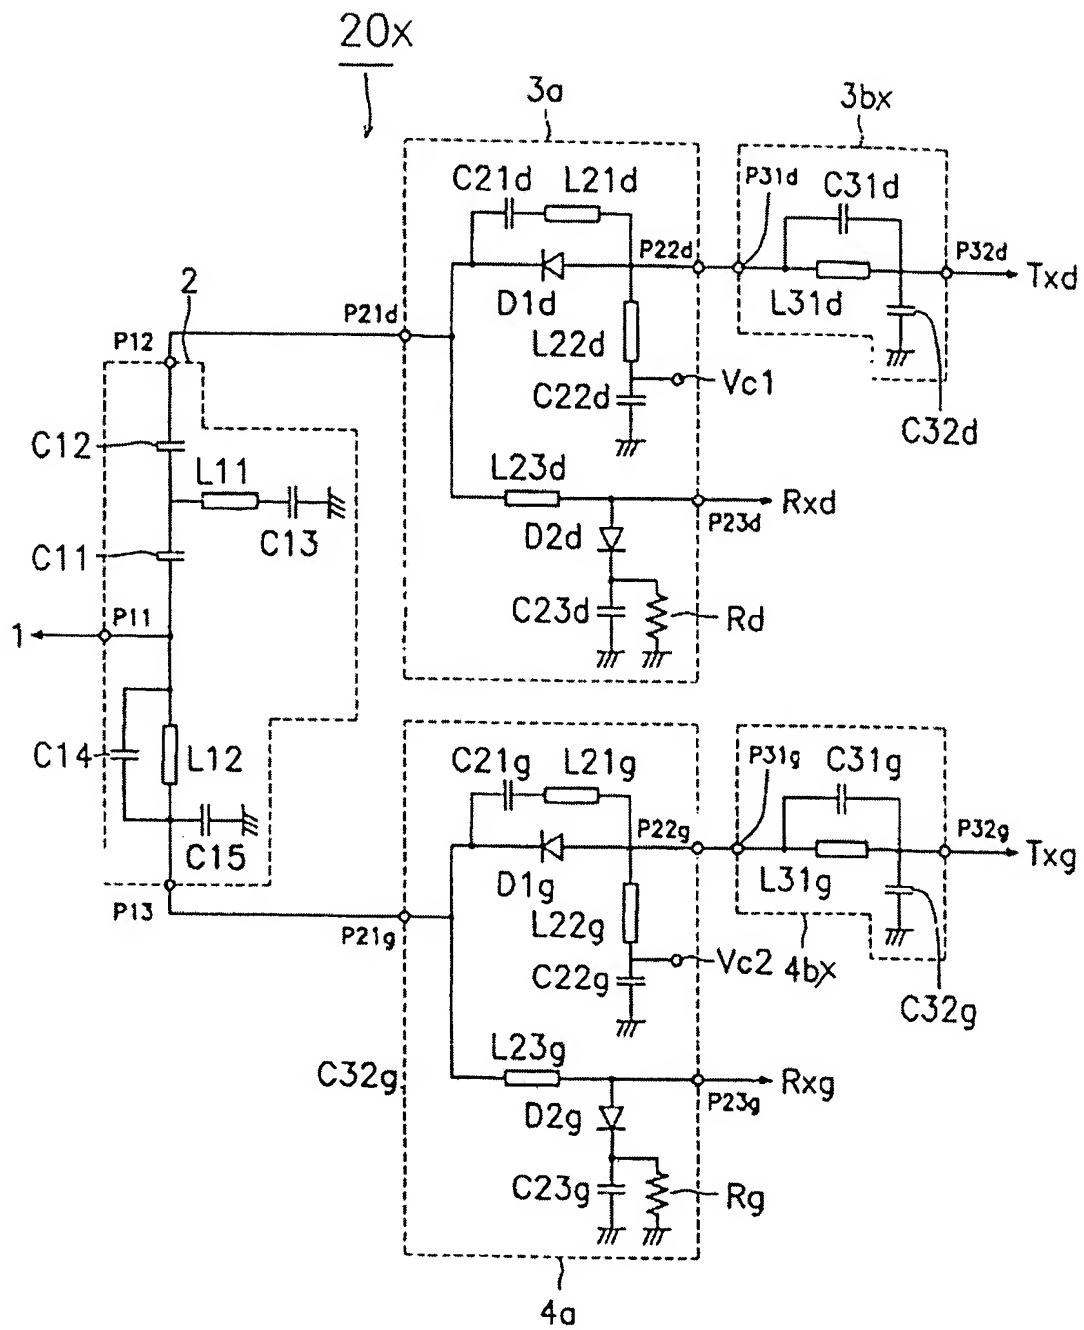 20x
3a
3bx
C21d L21d
P31d
C31d
P22d
P32d
Txd
D1d
L31d
2
P21d
P12
L22d
Vc1
C22d
C32d
C12
L11
L23d
Rxd
P23d
C13
D2d
C11
P11
C23d
Rd
1
C14
L12
C21g L21g
P31g
C31g
P22g
P32g
Txg
C15
D1g
L31g
P13
P21g
L22g
Vc2
4bx
C22g
C32g
L23g
C32g
Rxg
P23g
D2g
C23g
Rg
4a